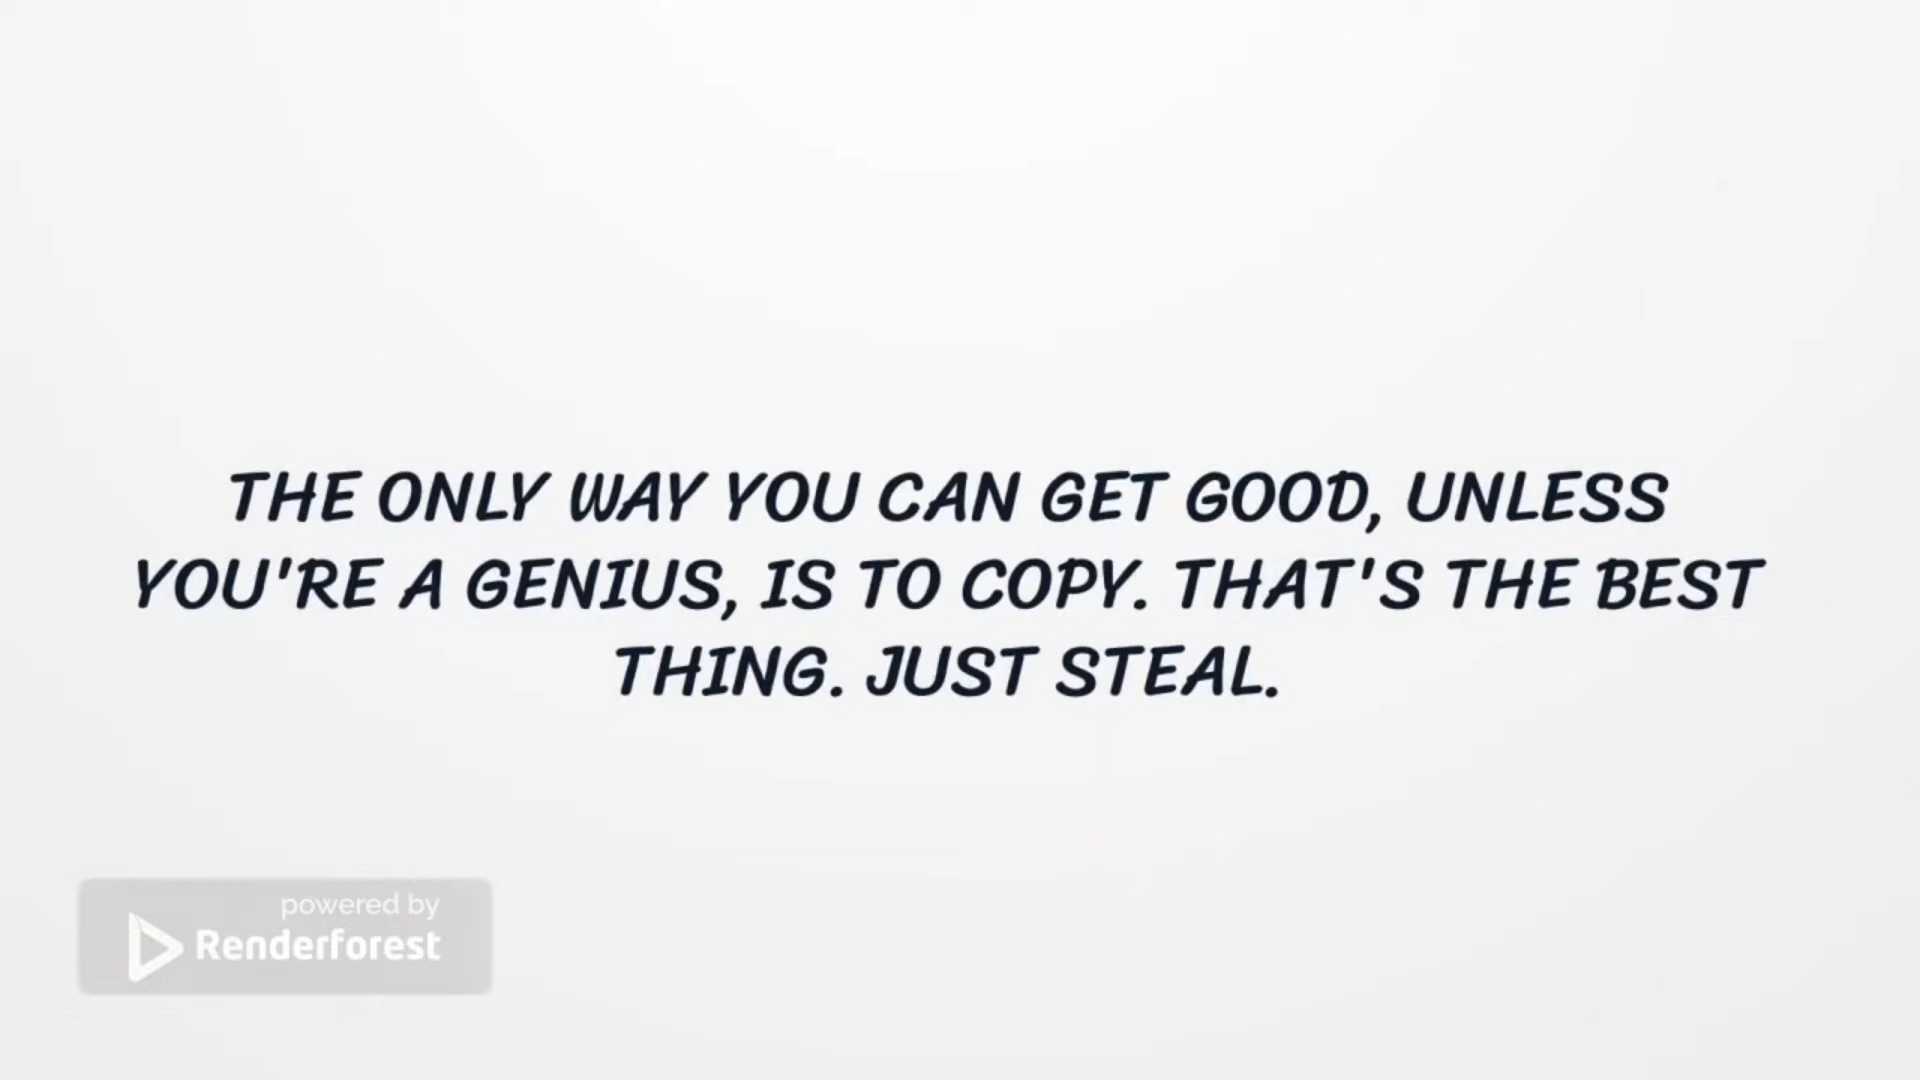 THE ONLY WAY YOU CAN GET GOOD, UNLESS
YOU'RE A GENIUS, IS TO COPY. THAT'S THE BEST
THING. JUST STEAL.
powered by
Renderforest